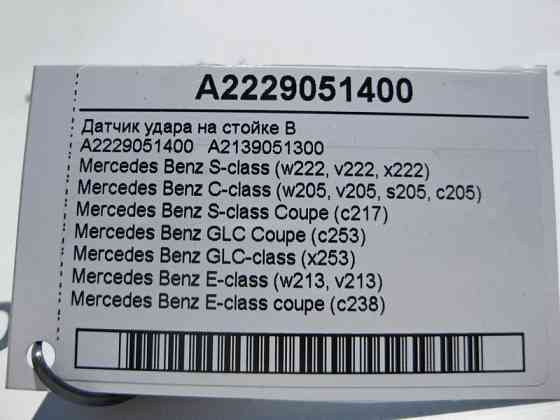 A2229051400
Датчик удара на стойке B
A2229051400 A2139051300
Mercedes Benz S-class (w222, v222, x222)
Mercedes Benz C-class (w205, v205, s205, c205)
Mercedes Benz S-class Coupe (c217)
Mercedes Benz GLC Coupe (c253)
Mercedes Benz GLC-class (x253)
Mercedes Benz E-class (w213, v213)
Mercedes Benz E-class coupe (c238)